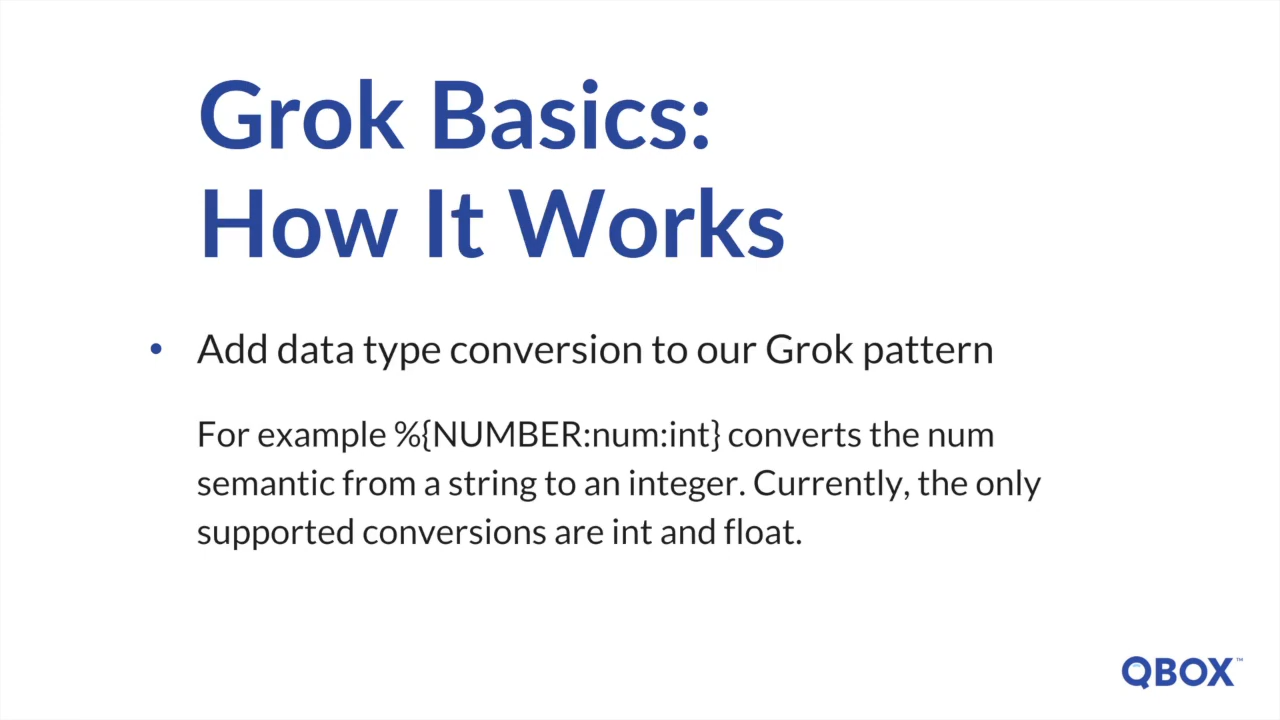 Grok Basics:
How It Works
• Add data type conversion to our Grok pattern
For example %{NUMBER:num:int} converts the num
semantic from a string to an integer. Currently, the only
supported conversions are int and float.
QBOX™